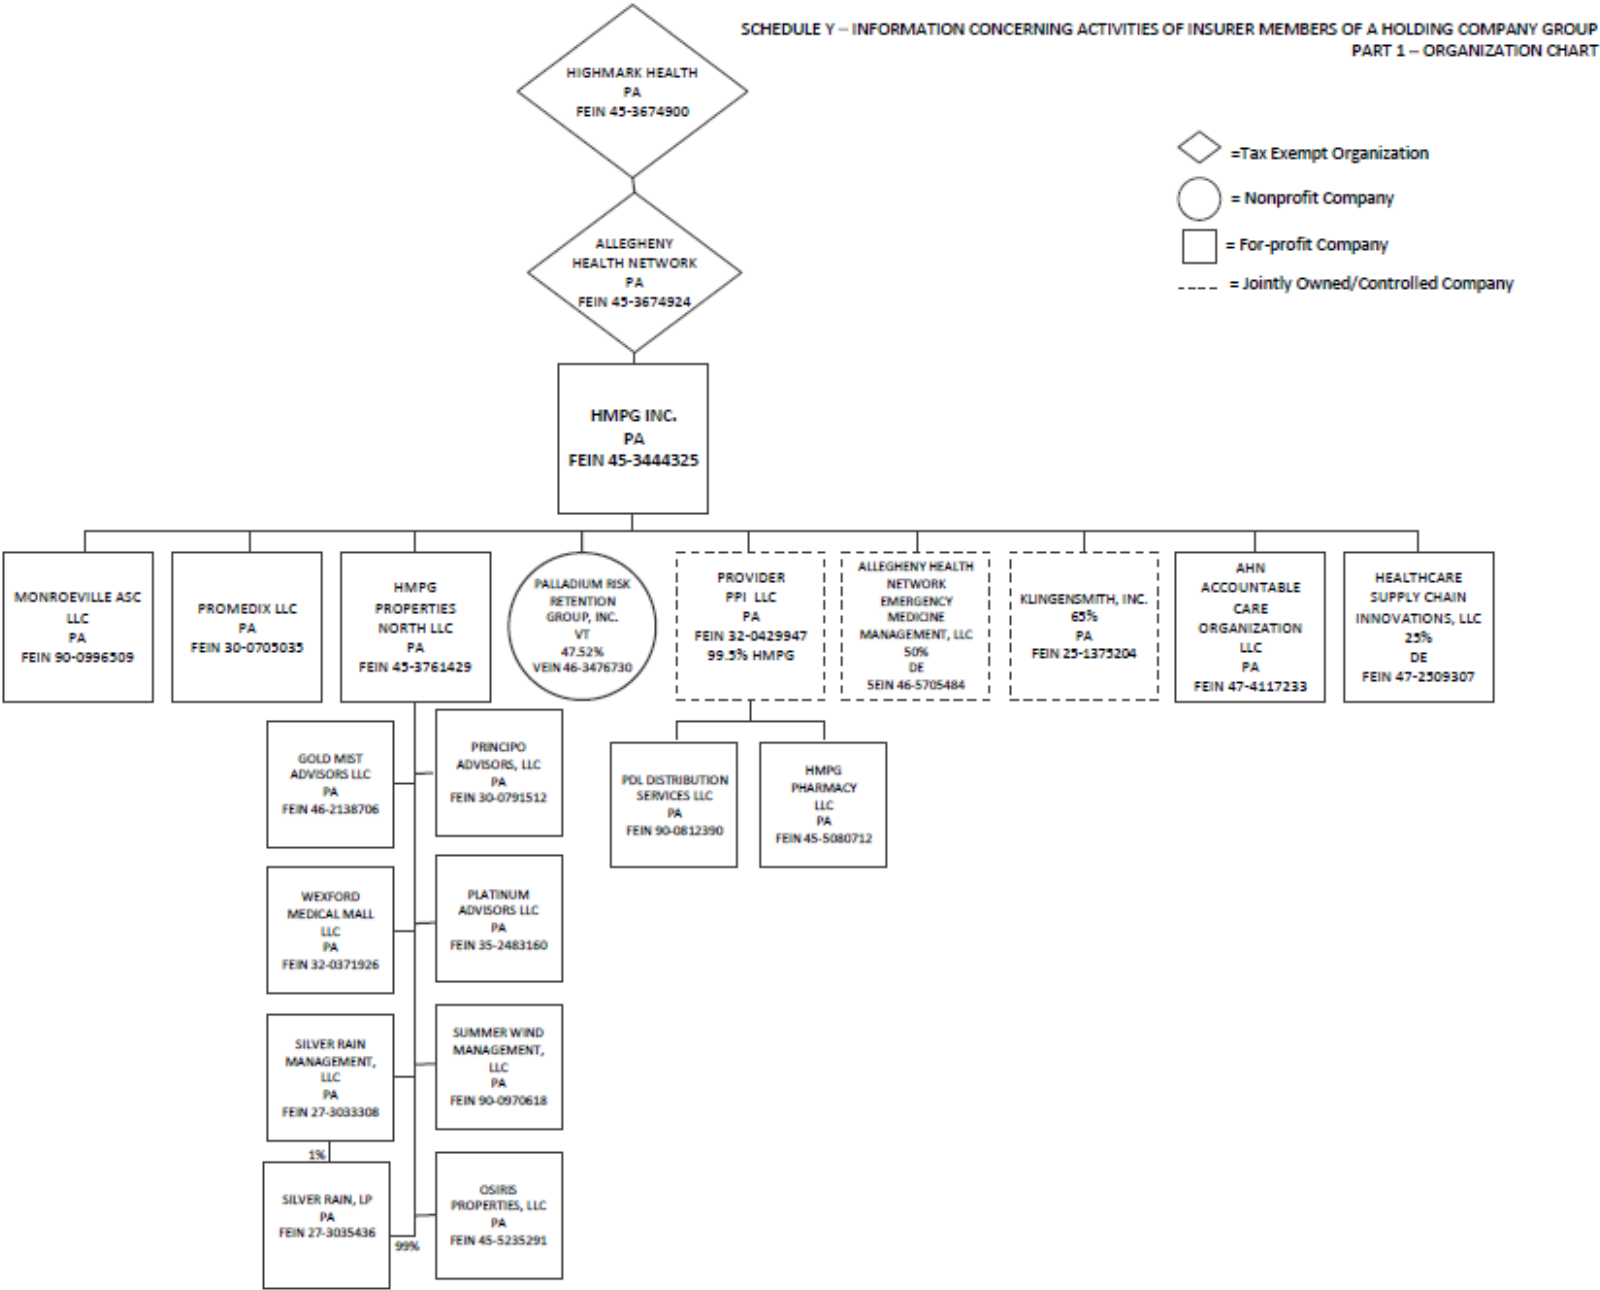 SCHEDULE Y – INFORMATION CONCERNING ACTIVITIES OF INSURER MEMBERS OF A HOLDING COMPANY GROUP
PART 1 – ORGANIZATION CHART
HIGHMARK HEALTH
PA
FEIN 45-3674900
=Tax Exempt Organization
= Nonprofit Company
= For-profit Company
= Jointly Owned/Controlled Company
ALLEGHENY
HEALTH NETWORK
PA
FEIN 45-3674924
HMPG INC.
PA
FEIN 45-3444325
MONROEVILLE ASC
LLC
PA
FEIN 90-0996509
PROMEDIX LLC
PA
FEIN 30-0705035
HMPG
PROPERTIES
NORTH LLC
PA
FEIN 45-3761429
PALLADIUM RISK
RETENTION
GROUP, INC.
VT
47.52%
VEIN 46-3476730
PROVIDER
PPI LLC
PA
FEIN 32-0429947
99.5% HMPG
ALLEGHENY HEALTH
NETWORK
EMERGENCY
MEDICINE
MANAGEMENT, LLC
50%
DE
SEIN 46-5705484
KLINGENSMITH, INC.
65%
PA
FEIN 25-1375204
AHN
ACCOUNTABLE
CARE
ORGANIZATION
LLC
PA
FEIN 47-4117233
HEALTHCARE
SUPPLY CHAIN
INNOVATIONS, LLC
25%
DE
FEIN 47-2509307
GOLD MIST
ADVISORS LLC
PA
FEIN 46-2138706
PRINCIPO
ADVISORS, LLC
PA
FEIN 30-0791512
PDL DISTRIBUTION
SERVICES LLC
PA
FEIN 90-0812390
HMPG
PHARMACY
LLC
PA
FEIN 45-5080712
WEXFORD
MEDICAL MALL
LLC
PA
FEIN 32-0371926
PLATINUM
ADVISORS LLC
PA
FEIN 35-2483160
SILVER RAIN
MANAGEMENT,
LLC
PA
FEIN 27-3033308
SUMMER WIND
MANAGEMENT,
LLC
PA
FEIN 90-0970618
1%
SILVER RAIN, LP
PA
FEIN 27-3035436
99%
OSIRIS
PROPERTIES, LLC
PA
FEIN 45-5235291